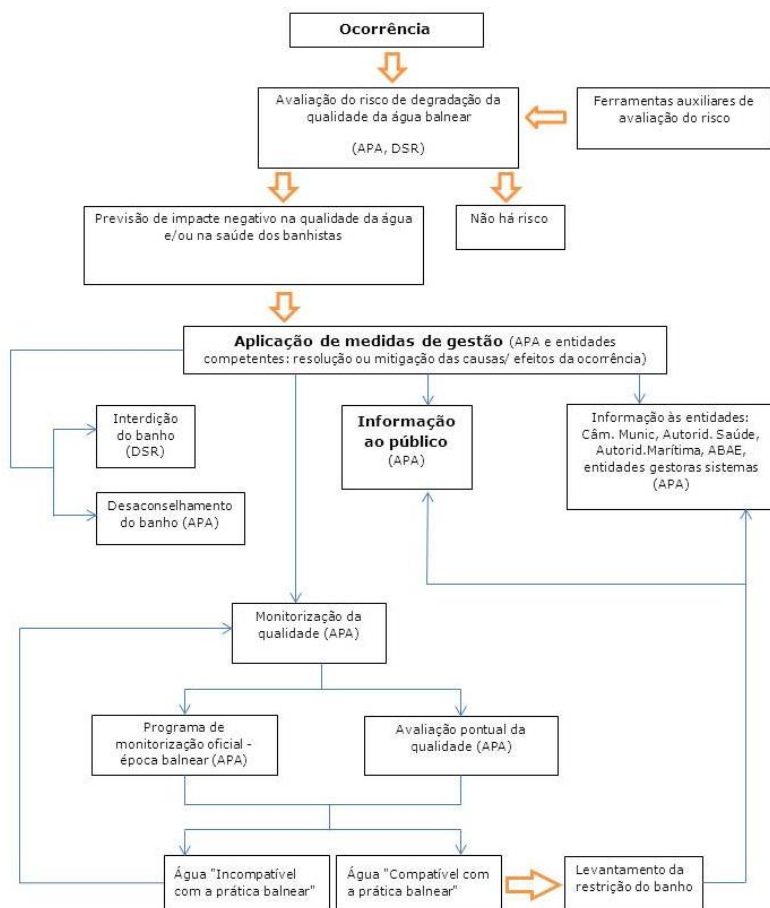 Ocorrência
Avaliação do risco de degradação da
qualidade da água balnear
(APA, DSR)
Ferramentas auxiliares de
avaliação do risco
Previsão de impacte negativo na qualidade da água
e/ou na saúde dos banhistas
Não há risco
Aplicação de medidas de gestão (APA e entidades
competentes: resolução ou mitigação das causas/ efeitos da ocorrência)
Interdição
do banho
(DSR)
Desaconselhamento
do banho (APA)
Informação
ao público
(APA)
Informação às entidades:
Câm. Munic, Autorid. Saúde,
Autorid.Marítima, ABAE,
entidades gestoras sistemas
(APA)
Monitorização da
qualidade (APA)
Programa de
monitorização oficial -
época balnear (APA)
Avaliação pontual da
qualidade (APA)
Água "Incompatível
com a prática balnear"
Água "Compatível com
a prática balnear"
Levantamento da
restrição do banho